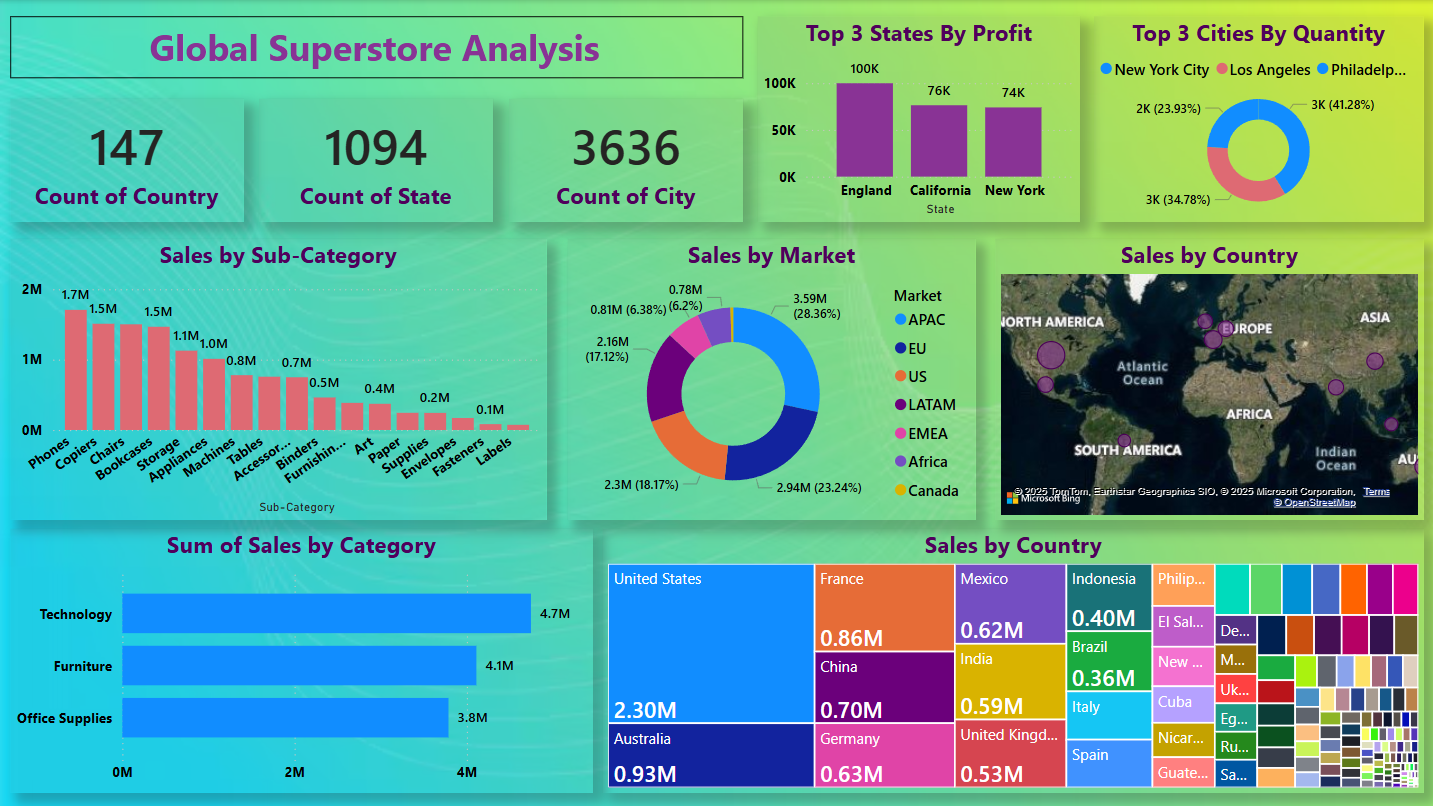 Global Superstore Analysis
147
Count of Country
1094
Count of State
3636
Count of City
Top 3 States By Profit
100K
50K
0K
100K
76K
74K
England
California
New York
State
Top 3 Cities By Quantity
New York City
Los Angeles
Philadelp...
2K (23.93%)
3K (41.28%)
3K (34.78%)
Sales by Sub-Category
2M
1M
0M
1.7M
1.5M
1.5M
1.1M
1.0M
0.8M
0.7M
0.5M
0.4M
0.2M
0.1M
Phones
Copiers
Chairs
Bookcases
Storage
Appliances
Machines
Tables
Accessor...
Binders
Furnishin...
Art
Paper
Supplies
Envelopes
Fasteners
Labels
Sub-Category
Sales by Market
0.78M
(6.2%)
0.81M (6.38%)
2.16M
(17.12%)
2.3M (18.17%)
3.59M
(28.36%)
2.94M (23.24%)
Market
APAC
EU
US
LATAM
EMEA
Africa
Canada
Sales by Country
NORTH AMERICA
EUROPE
ASIA
Atlantic
Ocean
AFRICA
SOUTH AMERICA
Indian
Ocean
AU
Microsoft Bing
© 2025 TomTom, Earthstar Geographics SIO, © 2025 Microsoft Corporation, Terms
© OpenStreetMap
Sum of Sales by Category
Technology
4.7M
Furniture
4.1M
Office Supplies
3.8M
0M
2M
4M
Sales by Country
United States
2.30M
Australia
0.93M
France
0.86M
China
0.70M
Germany
0.63M
Mexico
0.62M
India
0.59M
United Kingd...
0.53M
Indonesia
0.40M
Brazil
0.36M
Italy
Spain
Philip...
El Sal...
New ...
Cuba
Nicar...
Guate...
De...
M...
Uk...
Eg...
Ru...
Sa...